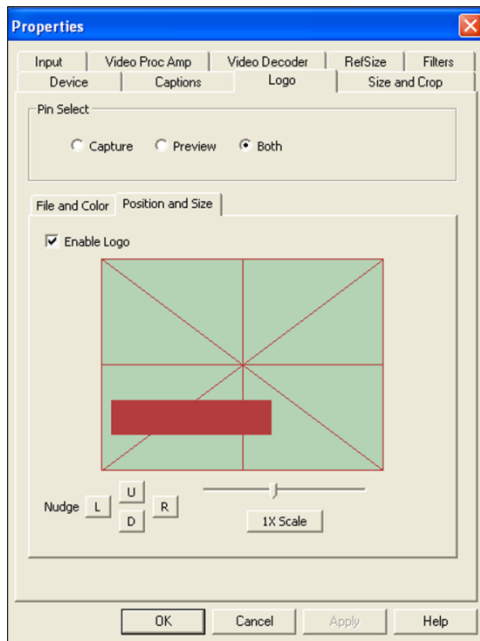 Properties
Input Video Proc Amp Video Decoder RefSize Filters
Device Captions Logo Size and Crop
Pin Select
Capture Preview Both
File and Color Position and Size
Enable Logo
U
Nudge L R
D
1X Scale
OK Cancel Apply Help